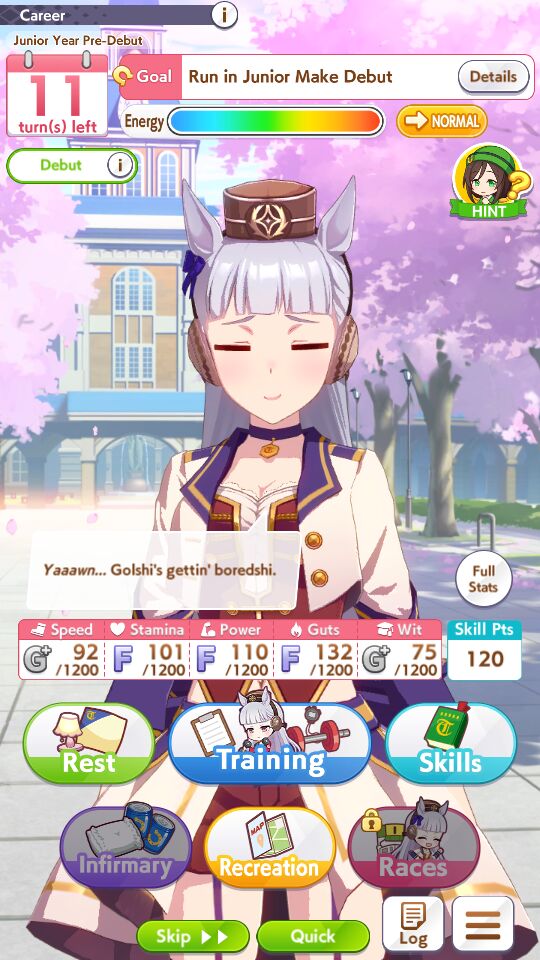 Career
i
Junior Year Pre-Debut
11
turn(s) left
Goal
Run in Junior Make Debut
Details
Energy
NORMAL
Debut
i
HINT
Yaaawn... Golshi's gettin' boredshi.
Full
Stats
Speed
Stamina
Power
Guts
Wit
Skill Pts
G+ 92
/1200
F 101
/1200
F 110
/1200
F 132
/1200
G+ 75
/1200
120
Rest
Training
Skills
Infirmary
MAP
Recreation
Races
Skip
Quick
Log